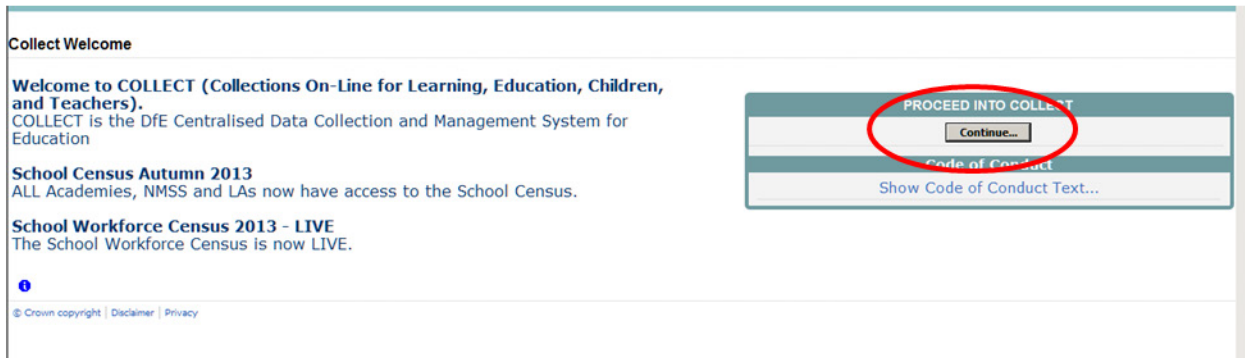 Collect Welcome
Welcome to COLLECT (Collections On-Line for Learning, Education, Children,
and Teachers).
COLLECT is the DfE Centralised Data Collection and Management System for
Education
School Census Autumn 2013
ALL Academies, NMSS and LAs now have access to the School Census.
School Workforce Census 2013 - LIVE
The School Workforce Census is now LIVE.
PROCEED INTO COLLECT
Continue...
Code of Conduct
Show Code of Conduct Text...
© Crown copyright | Disclaimer | Privacy